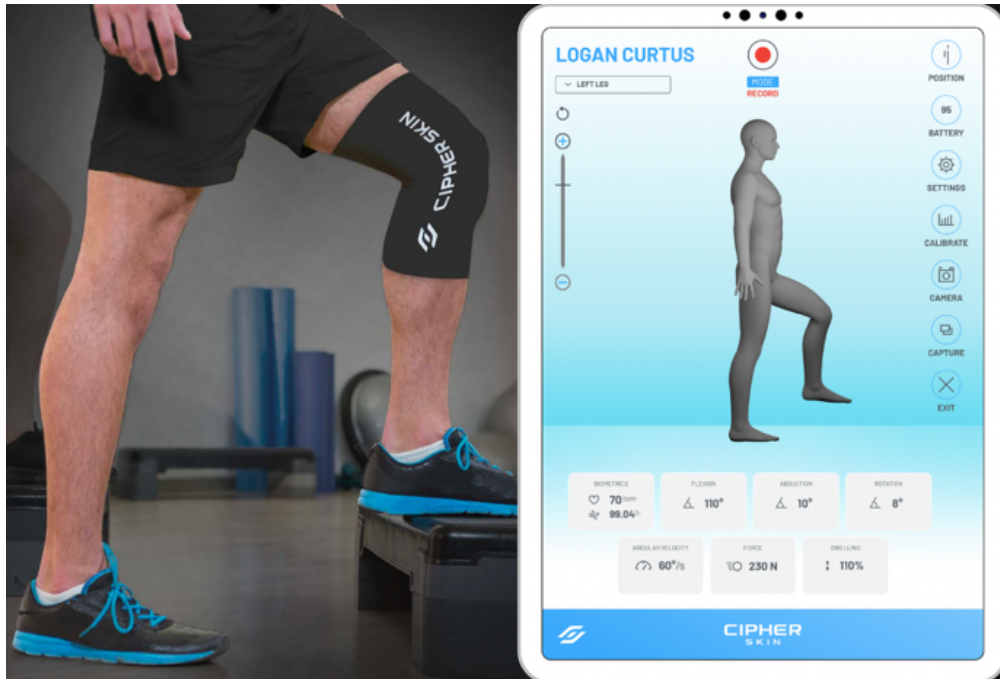 CIPHER SKIN
LOGAN CURTUS
LEFT LEG
MODE
RECORD
POSITION
95
BATTERY
SETTINGS
CALIBRATE
CAMERA
CAPTURE
EXIT
BIOMETRICS
70 bpm
99.04
FLEXION
110°
ABDUCTION
10°
ROTATION
8°
ANGULAR VELOCITY
60°/s
FORCE
230 N
SWELLING
110%
CIPHER
SKIN